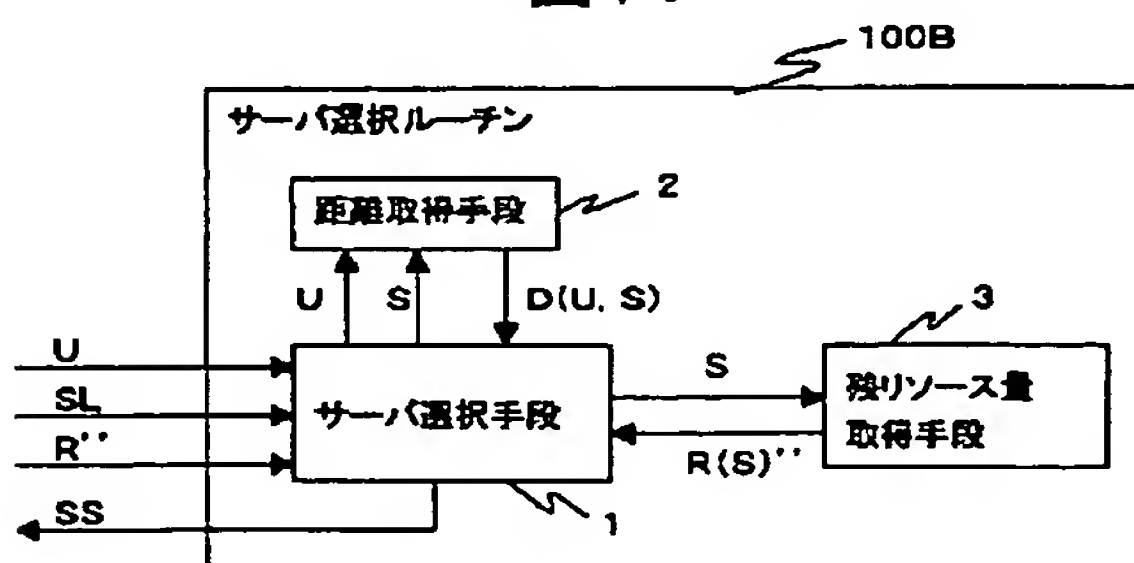 100B
サーバ選択ルーチン
距離取得手段
2
U
S
D(U, S)
3
U
SL
R''
SS
サーバ選択手段
1
S
R(S)''
残リソース量
取得手段